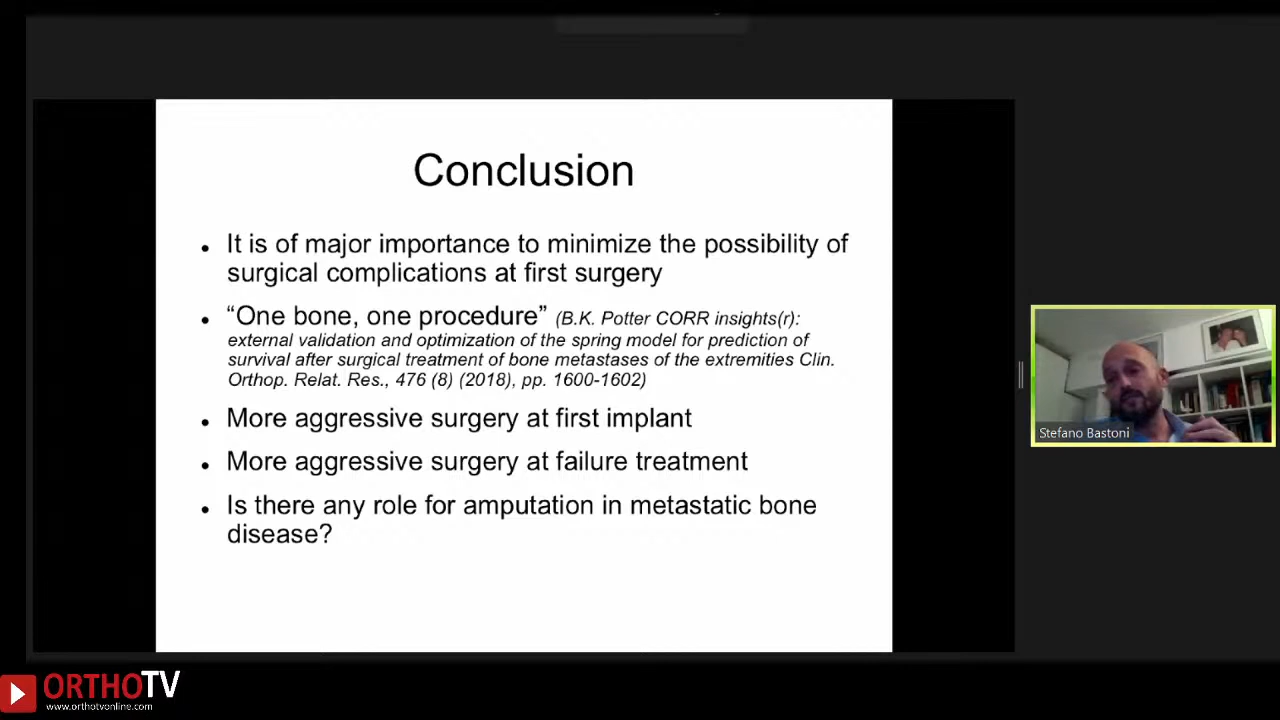 Conclusion
It is of major importance to minimize the possibility of
surgical complications at first surgery
“One bone, one procedure” (B.K. Potter CORR insights(r):
external validation and optimization of the spring model for prediction of
survival after surgical treatment of bone metastases of the extremities Clin.
Orthop. Relat. Res., 476 (8) (2018), pp. 1600-1602)
More aggressive surgery at first implant
More aggressive surgery at failure treatment
Is there any role for amputation in metastatic bone
disease?
Stefano Bastoni
ORTHOTV
www.orthotvonline.com